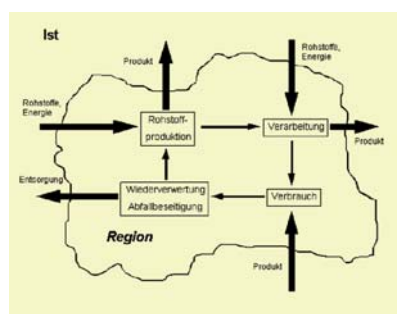 Ist
Produkt
Rohstoffe,
Energie
Rohstoffe,
Energie
Rohstoff-
produktion
Verarbeitung
Produkt
Entsorgung
Wiederverwertung
Abfallbeseitigung
Verbrauch
Region
Produkt